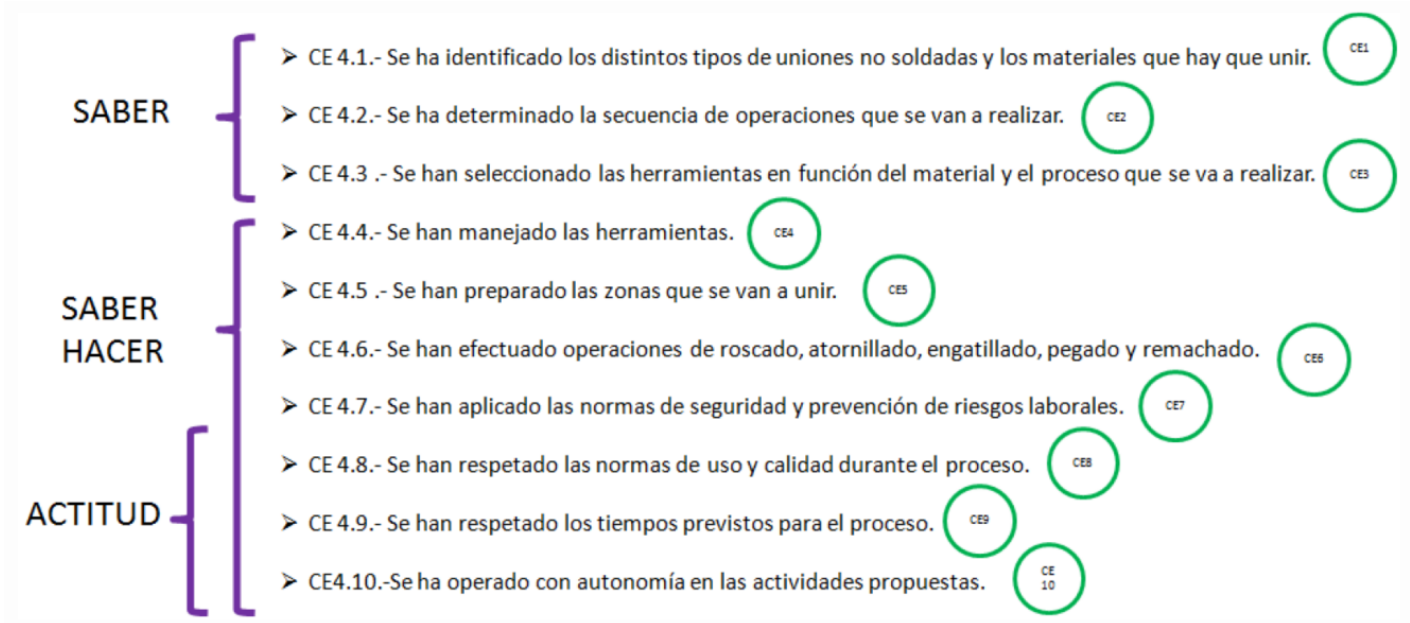 ➢ CE 4.1.- Se ha identificado los distintos tipos de uniones no soldadas y los materiales que hay que unir. CE1
SABER
➢ CE 4.2.- Se ha determinado la secuencia de operaciones que se van a realizar. CE2
➢ CE 4.3 .- Se han seleccionado las herramientas en función del material y el proceso que se va a realizar. CE3
➢ CE 4.4.- Se han manejado las herramientas. CE4
➢ CE 4.5 .- Se han preparado las zonas que se van a unir. CE5
SABER
HACER
➢ CE 4.6.- Se han efectuado operaciones de roscado, atornillado, engatillado, pegado y remachado. CE6
➢ CE 4.7.- Se han aplicado las normas de seguridad y prevención de riesgos laborales. CE7
➢ CE 4.8.- Se han respetado las normas de uso y calidad durante el proceso. CE8
ACTITUD
➢ CE 4.9.- Se han respetado los tiempos previstos para el proceso. CE9
➢ CE4.10.-Se ha operado con autonomía en las actividades propuestas. CE
10